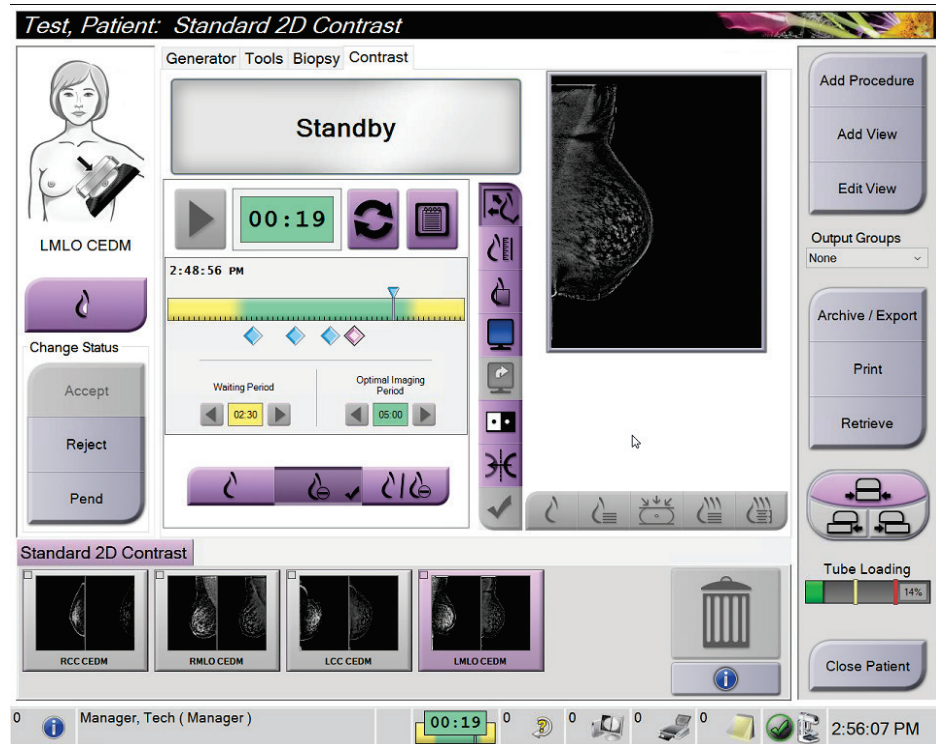 Test, Patient: Standard 2D Contrast
Generator Tools Biopsy Contrast
Standby
00:19
2:48:56 PM
Waiting Period
02:30
Optimal Imaging
Period
05:00
LMLO CEDM
Change Status
Accept
Reject
Pend
Add Procedure
Add View
Edit View
Output Groups
None
Archive / Export
Print
Retrieve
Tube Loading
14%
Close Patient
Standard 2D Contrast
RCC CEDM
RMLO CEDM
LCC CEDM
LMLO CEDM
0
Manager, Tech ( Manager )
00:19
0
0
0
0
2:56:07 PM